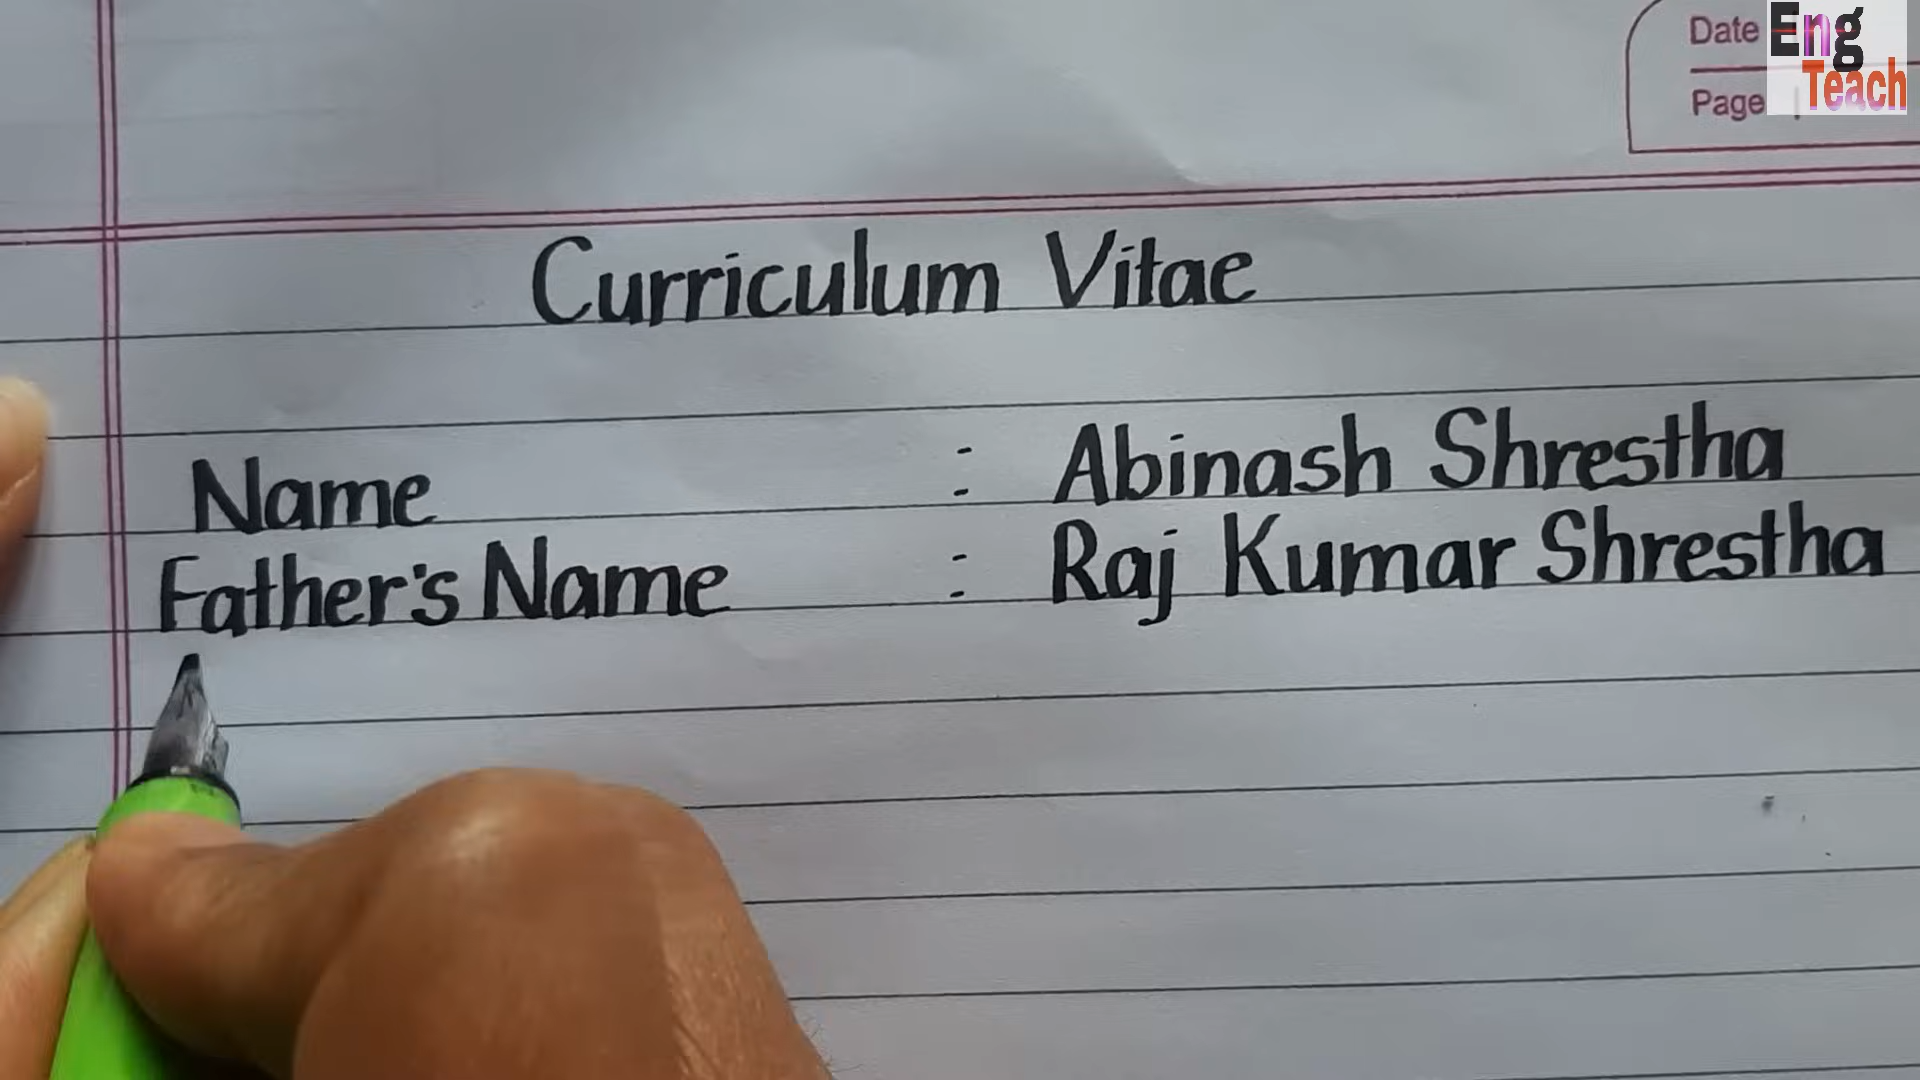 Date
Eng
Teach
Page
Curriculum Vitae
Name : Abinash Shrestha
Father's Name : Raj Kumar Shrestha